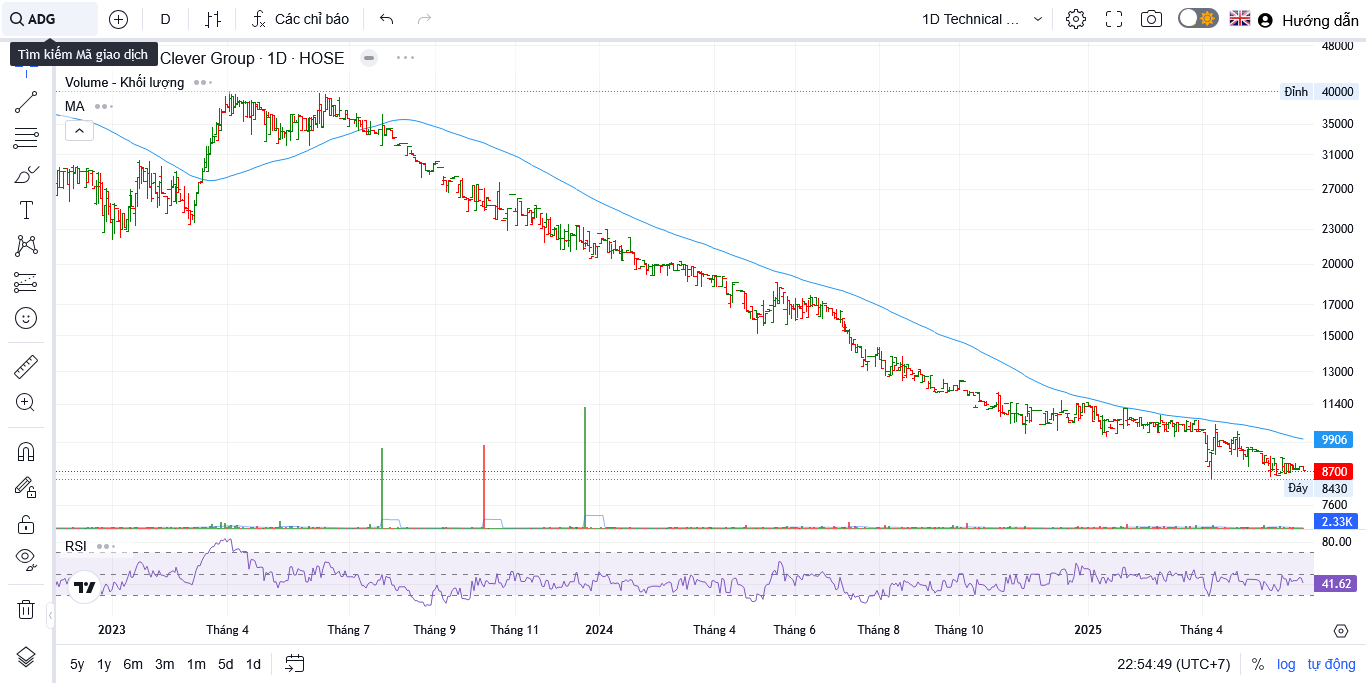 ADG
D
Các chỉ báo
1D Technical ...
Hướng dẫn
Tìm kiếm Mã giao dịch
Clever Group · 1D · HOSE
Volume - Khối lượng
MA
48000
Đỉnh 40000
35000
31000
27000
23000
20000
17000
15000
13000
11400
9906
8700
Đáy 8430
7600
2.33K
RSI
80.00
41.62
2023 Tháng 4 Tháng 7 Tháng 9 Tháng 11 2024 Tháng 4 Tháng 6 Tháng 8 Tháng 10 2025 Tháng 4
5y 1y 6m 3m 1m 5d 1d
22:54:49 (UTC+7) % log tự động